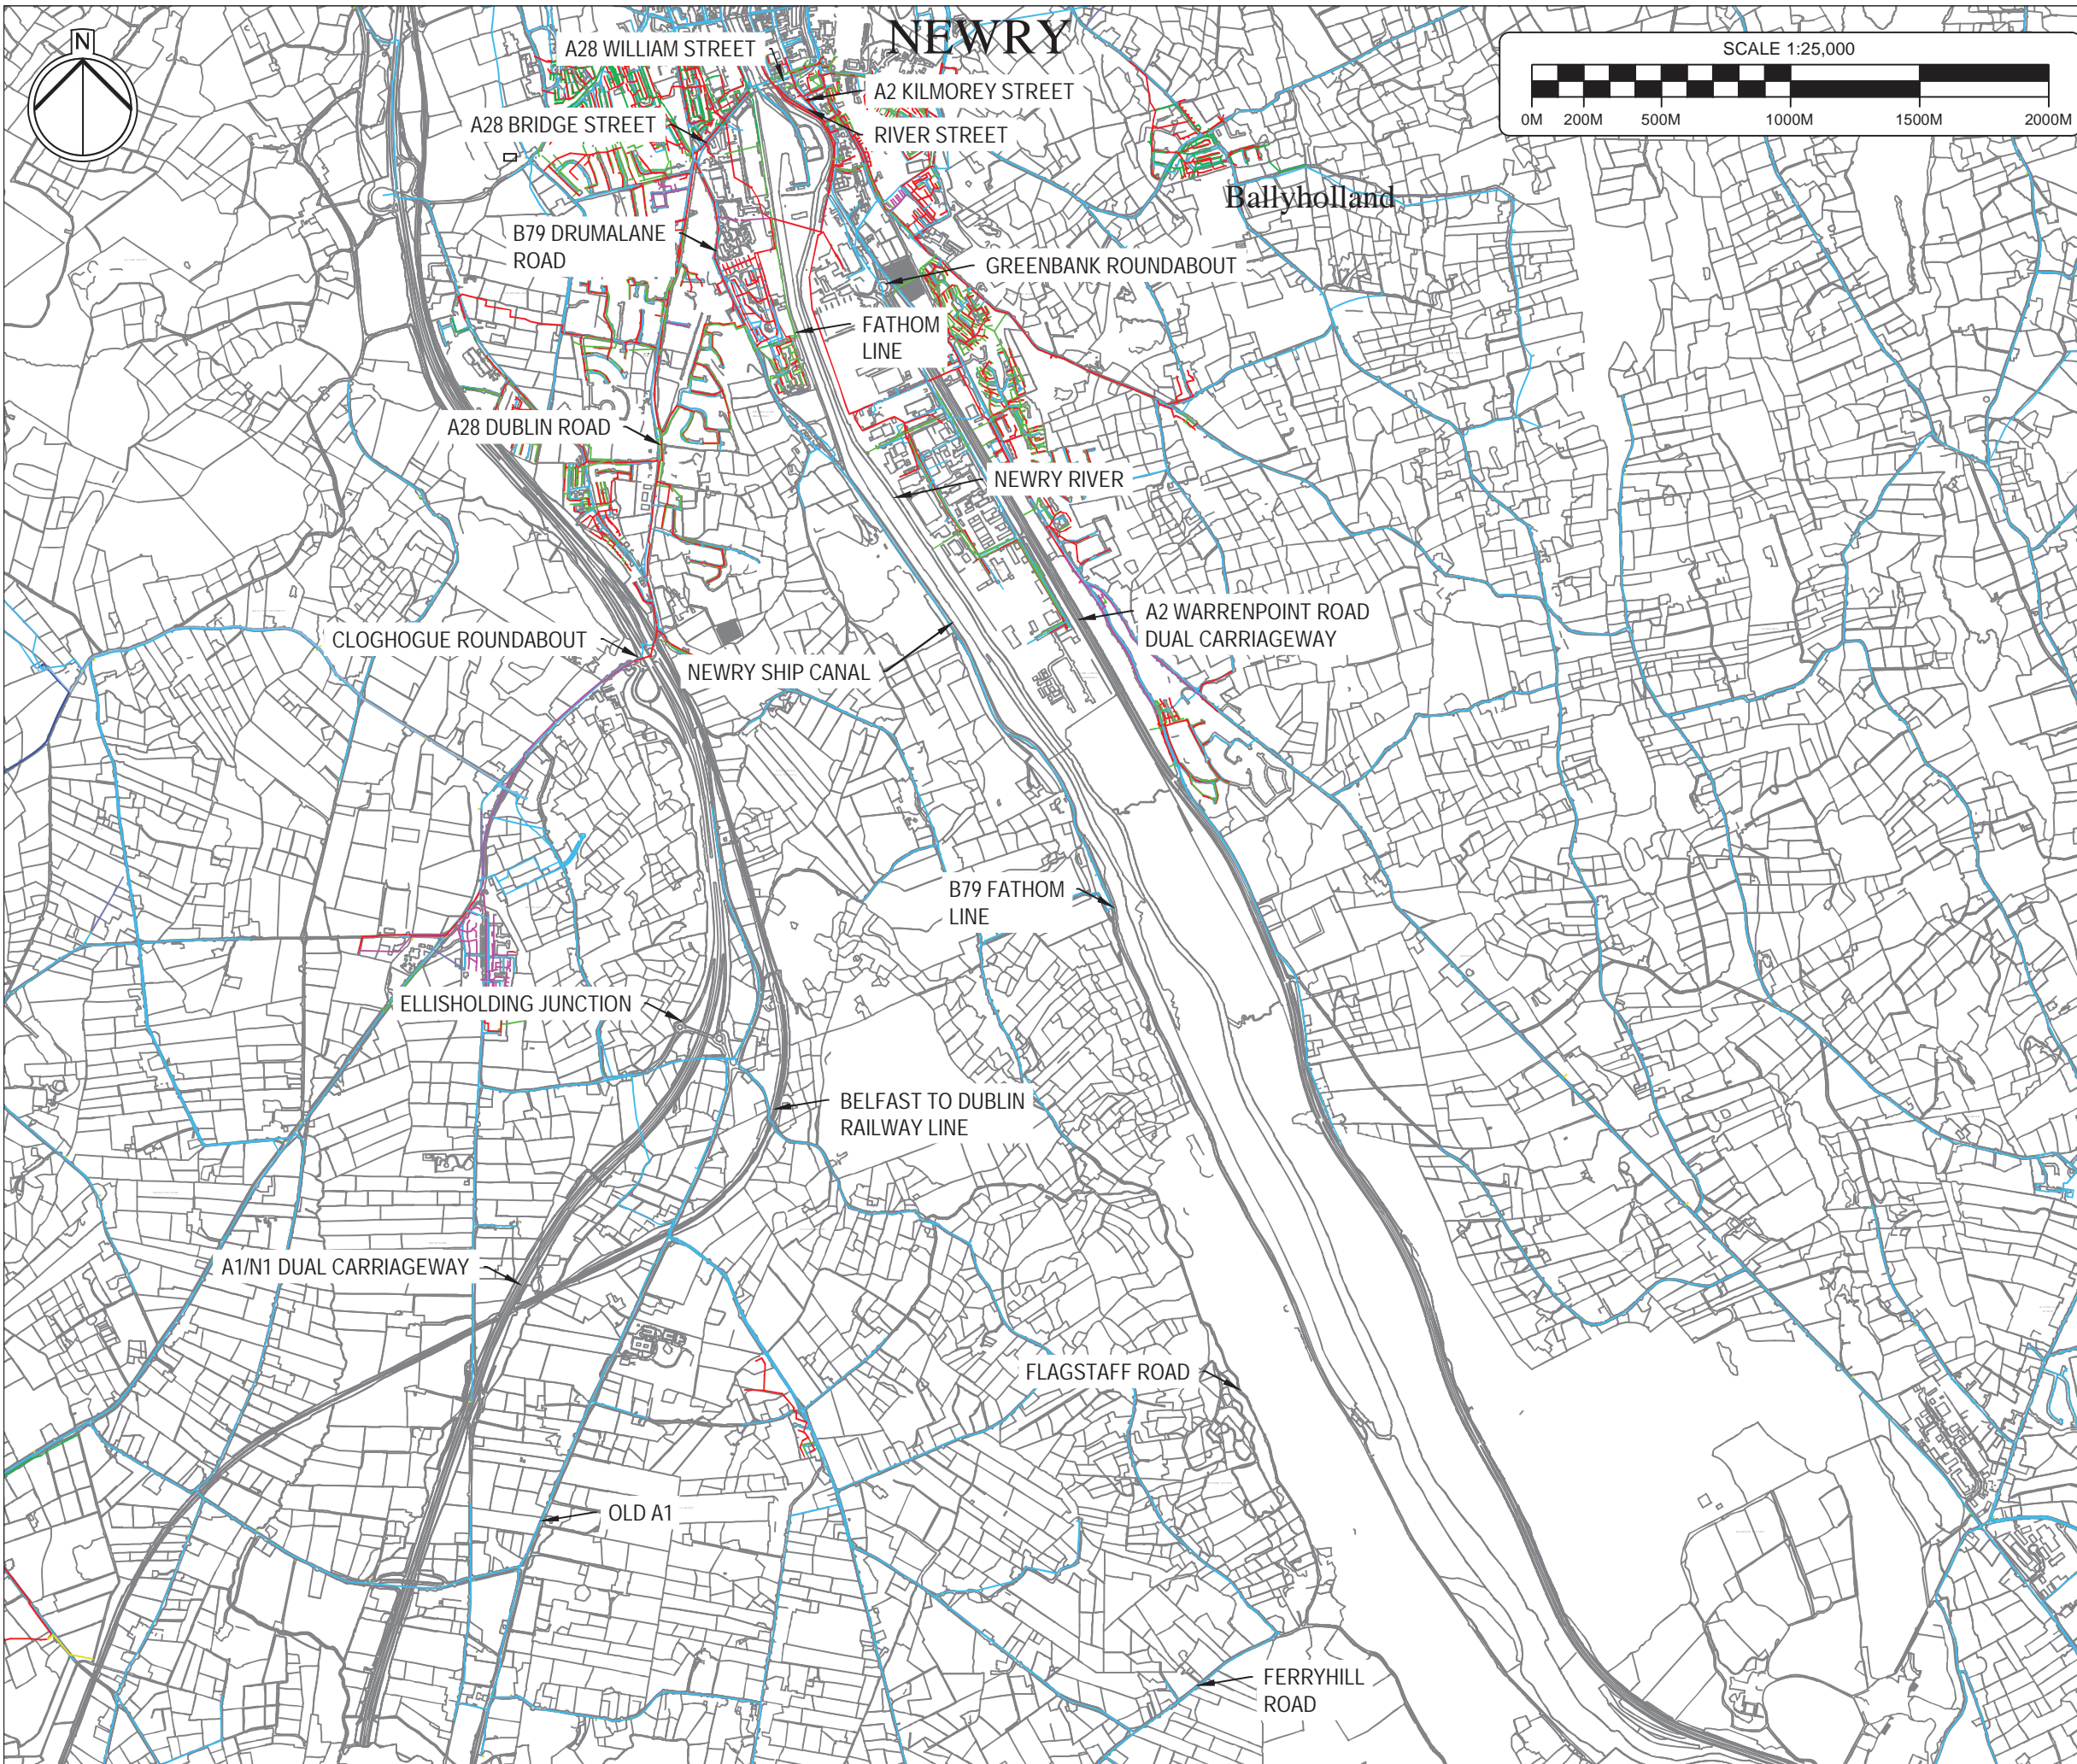 NEWRY
N
SCALE 1:25,000
0M 200M 500M 1000M 1500M 2000M
A28 WILLIAM STREET
A2 KILMOREY STREET
A28 BRIDGE STREET
RIVER STREET
Ballyholland
B79 DRUMALANE
ROAD
GREENBANK ROUNDABOUT
FATHOM
LINE
A28 DUBLIN ROAD
NEWRY RIVER
A2 WARRENPOINT ROAD
DUAL CARRIAGEWAY
CLOGHOGUE ROUNDABOUT
NEWRY SHIP CANAL
B79 FATHOM
LINE
ELLISHOLDING JUNCTION
BELFAST TO DUBLIN
RAILWAY LINE
A1/N1 DUAL CARRIAGEWAY
FLAGSTAFF ROAD
OLD A1
FERRYHILL
ROAD